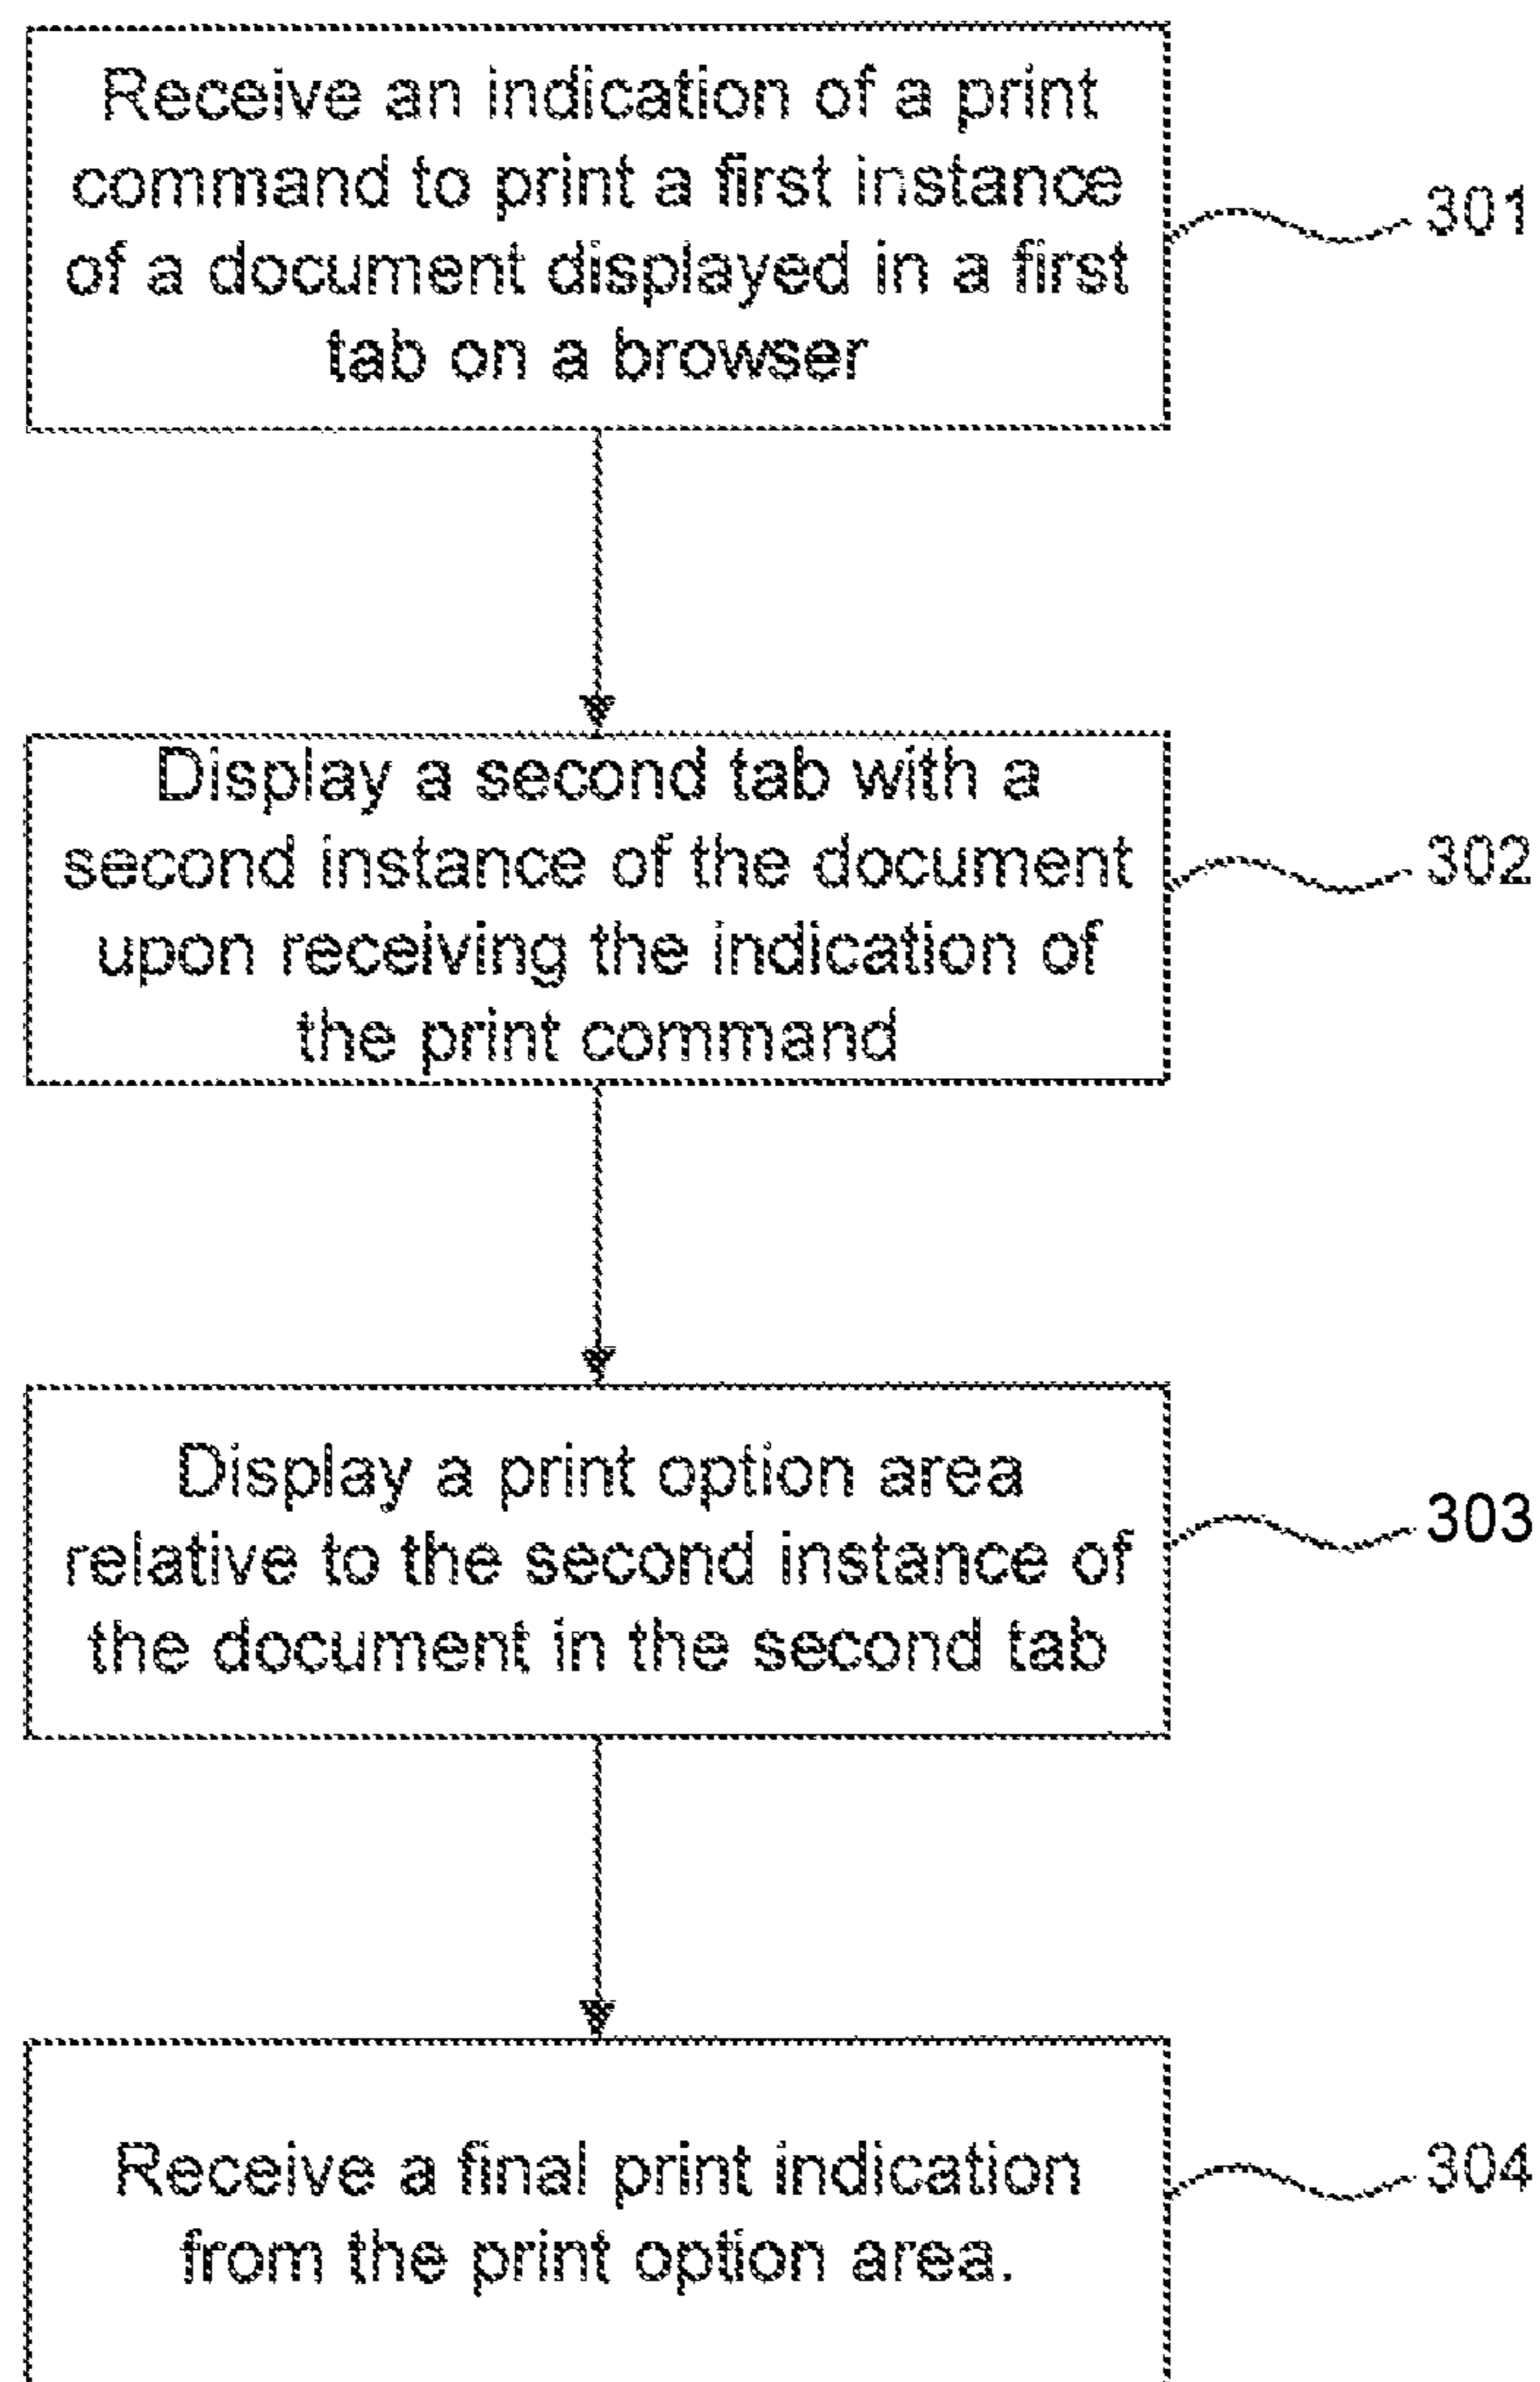 Receive an indication of a print
command to print a first instance
of a document displayed in a first
tab on a browser
301
Display a second tab with a
second instance of the document
upon receiving the indication of
the print command
302
Display a print option area
relative to the second instance of
the document in the second tab
303
Receive a final print indication
from the print option area.
304